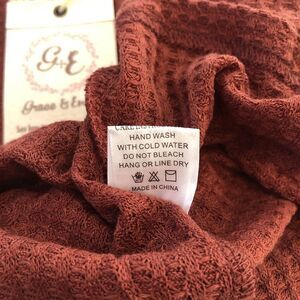 G+E
Grace & Em
HAND WASH
WITH COLD WATER
DO NOT BLEACH
HANG OR LINE DRY
MADE IN CHINA